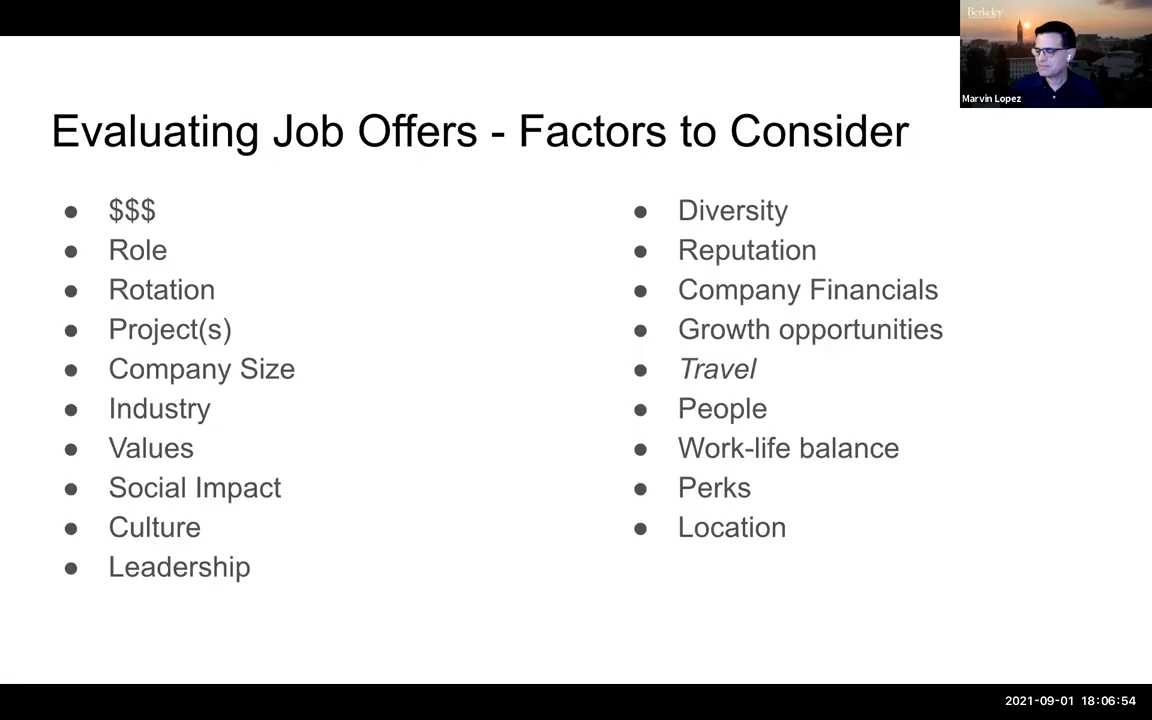 Berkeley
Marvin Lopez
Evaluating Job Offers - Factors to Consider
● $$$
● Role
● Rotation
● Project(s)
● Company Size
● Industry
● Values
● Social Impact
● Culture
● Leadership
● Diversity
● Reputation
● Company Financials
● Growth opportunities
● Travel
● People
● Work-life balance
● Perks
● Location
2021-09-01 18:06:54